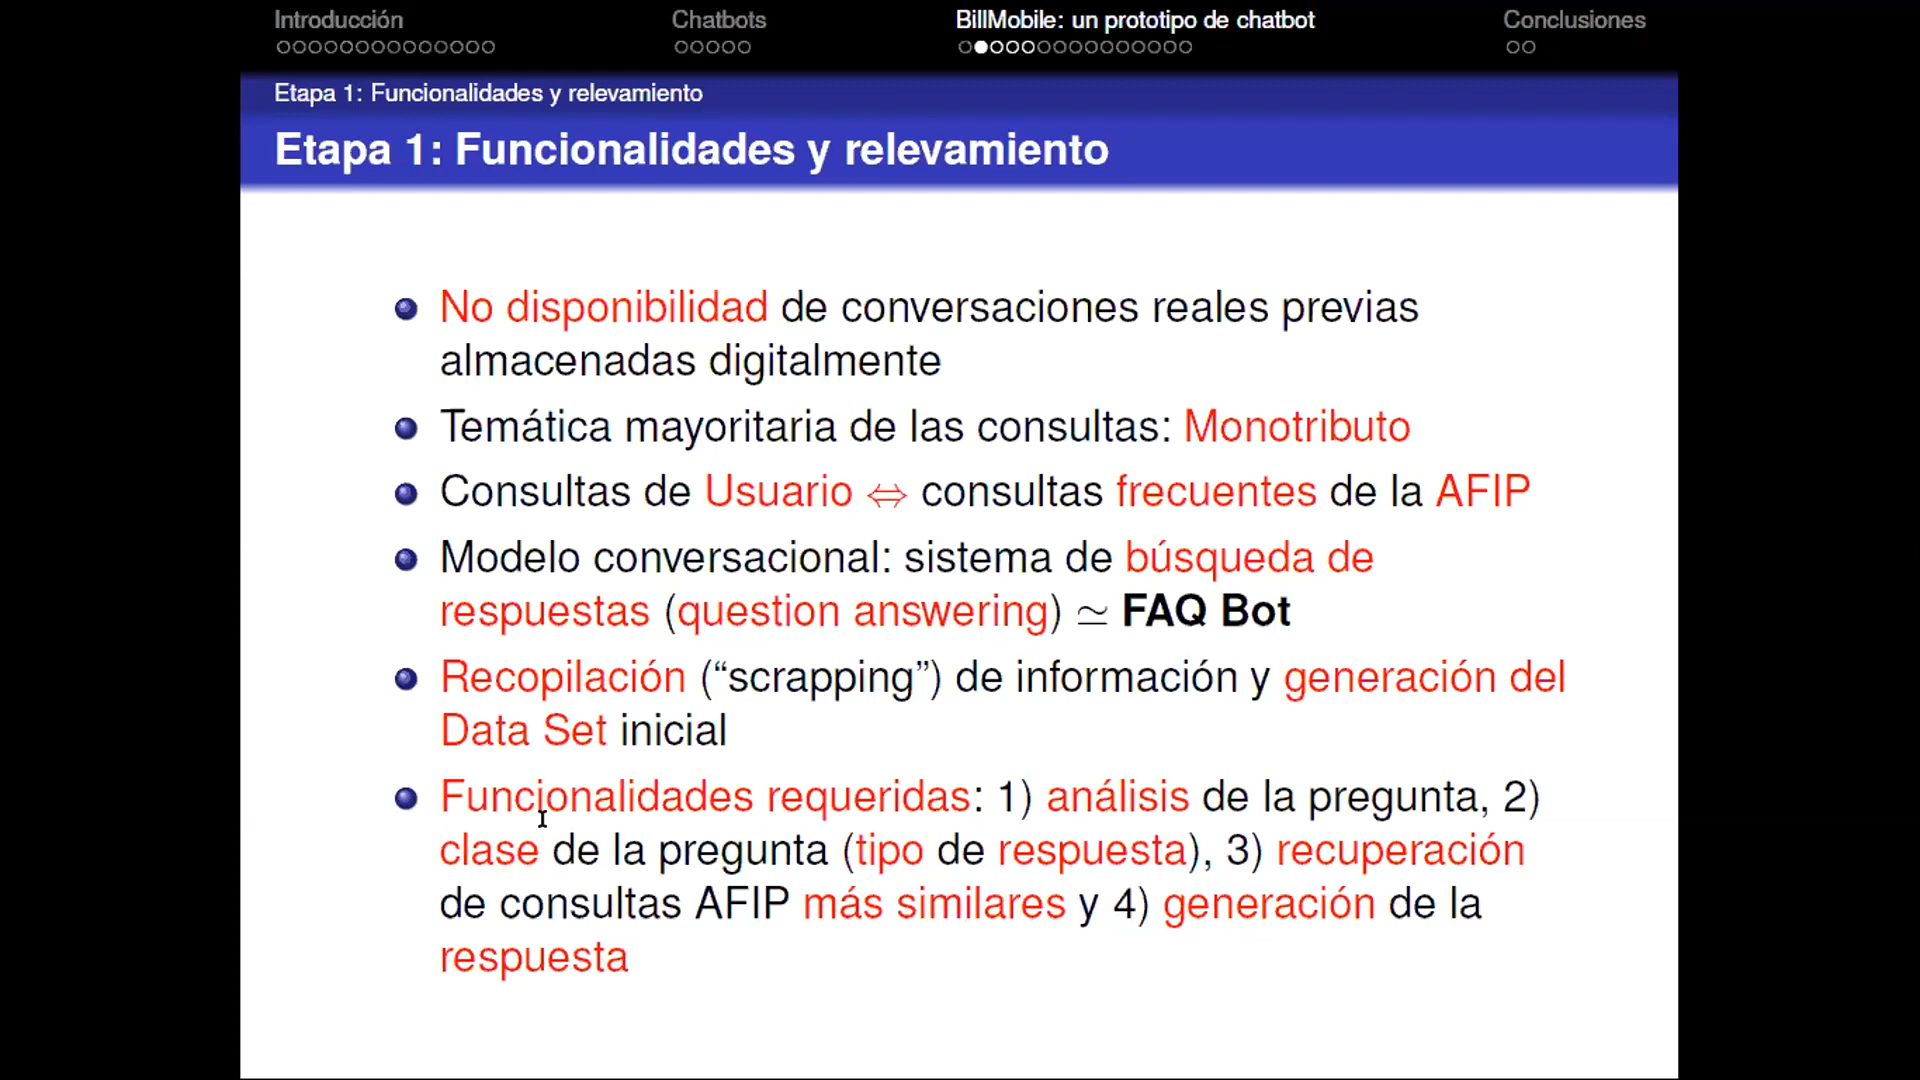 Introducción
Chatbots
BillMobile: un prototipo de chatbot
Conclusiones
Etapa 1: Funcionalidades y relevamiento
Etapa 1: Funcionalidades y relevamiento
No disponibilidad de conversaciones reales previas
almacenadas digitalmente
Temática mayoritaria de las consultas: Monotributo
Consultas de Usuario ⇔ consultas frecuentes de la AFIP
Modelo conversacional: sistema de búsqueda de
respuestas (question answering) ≃ FAQ Bot
Recopilación (“scrapping”) de información y generación del
Data Set inicial
Funcionalidades requeridas: 1) análisis de la pregunta, 2)
clase de la pregunta (tipo de respuesta), 3) recuperación
de consultas AFIP más similares y 4) generación de la
respuesta